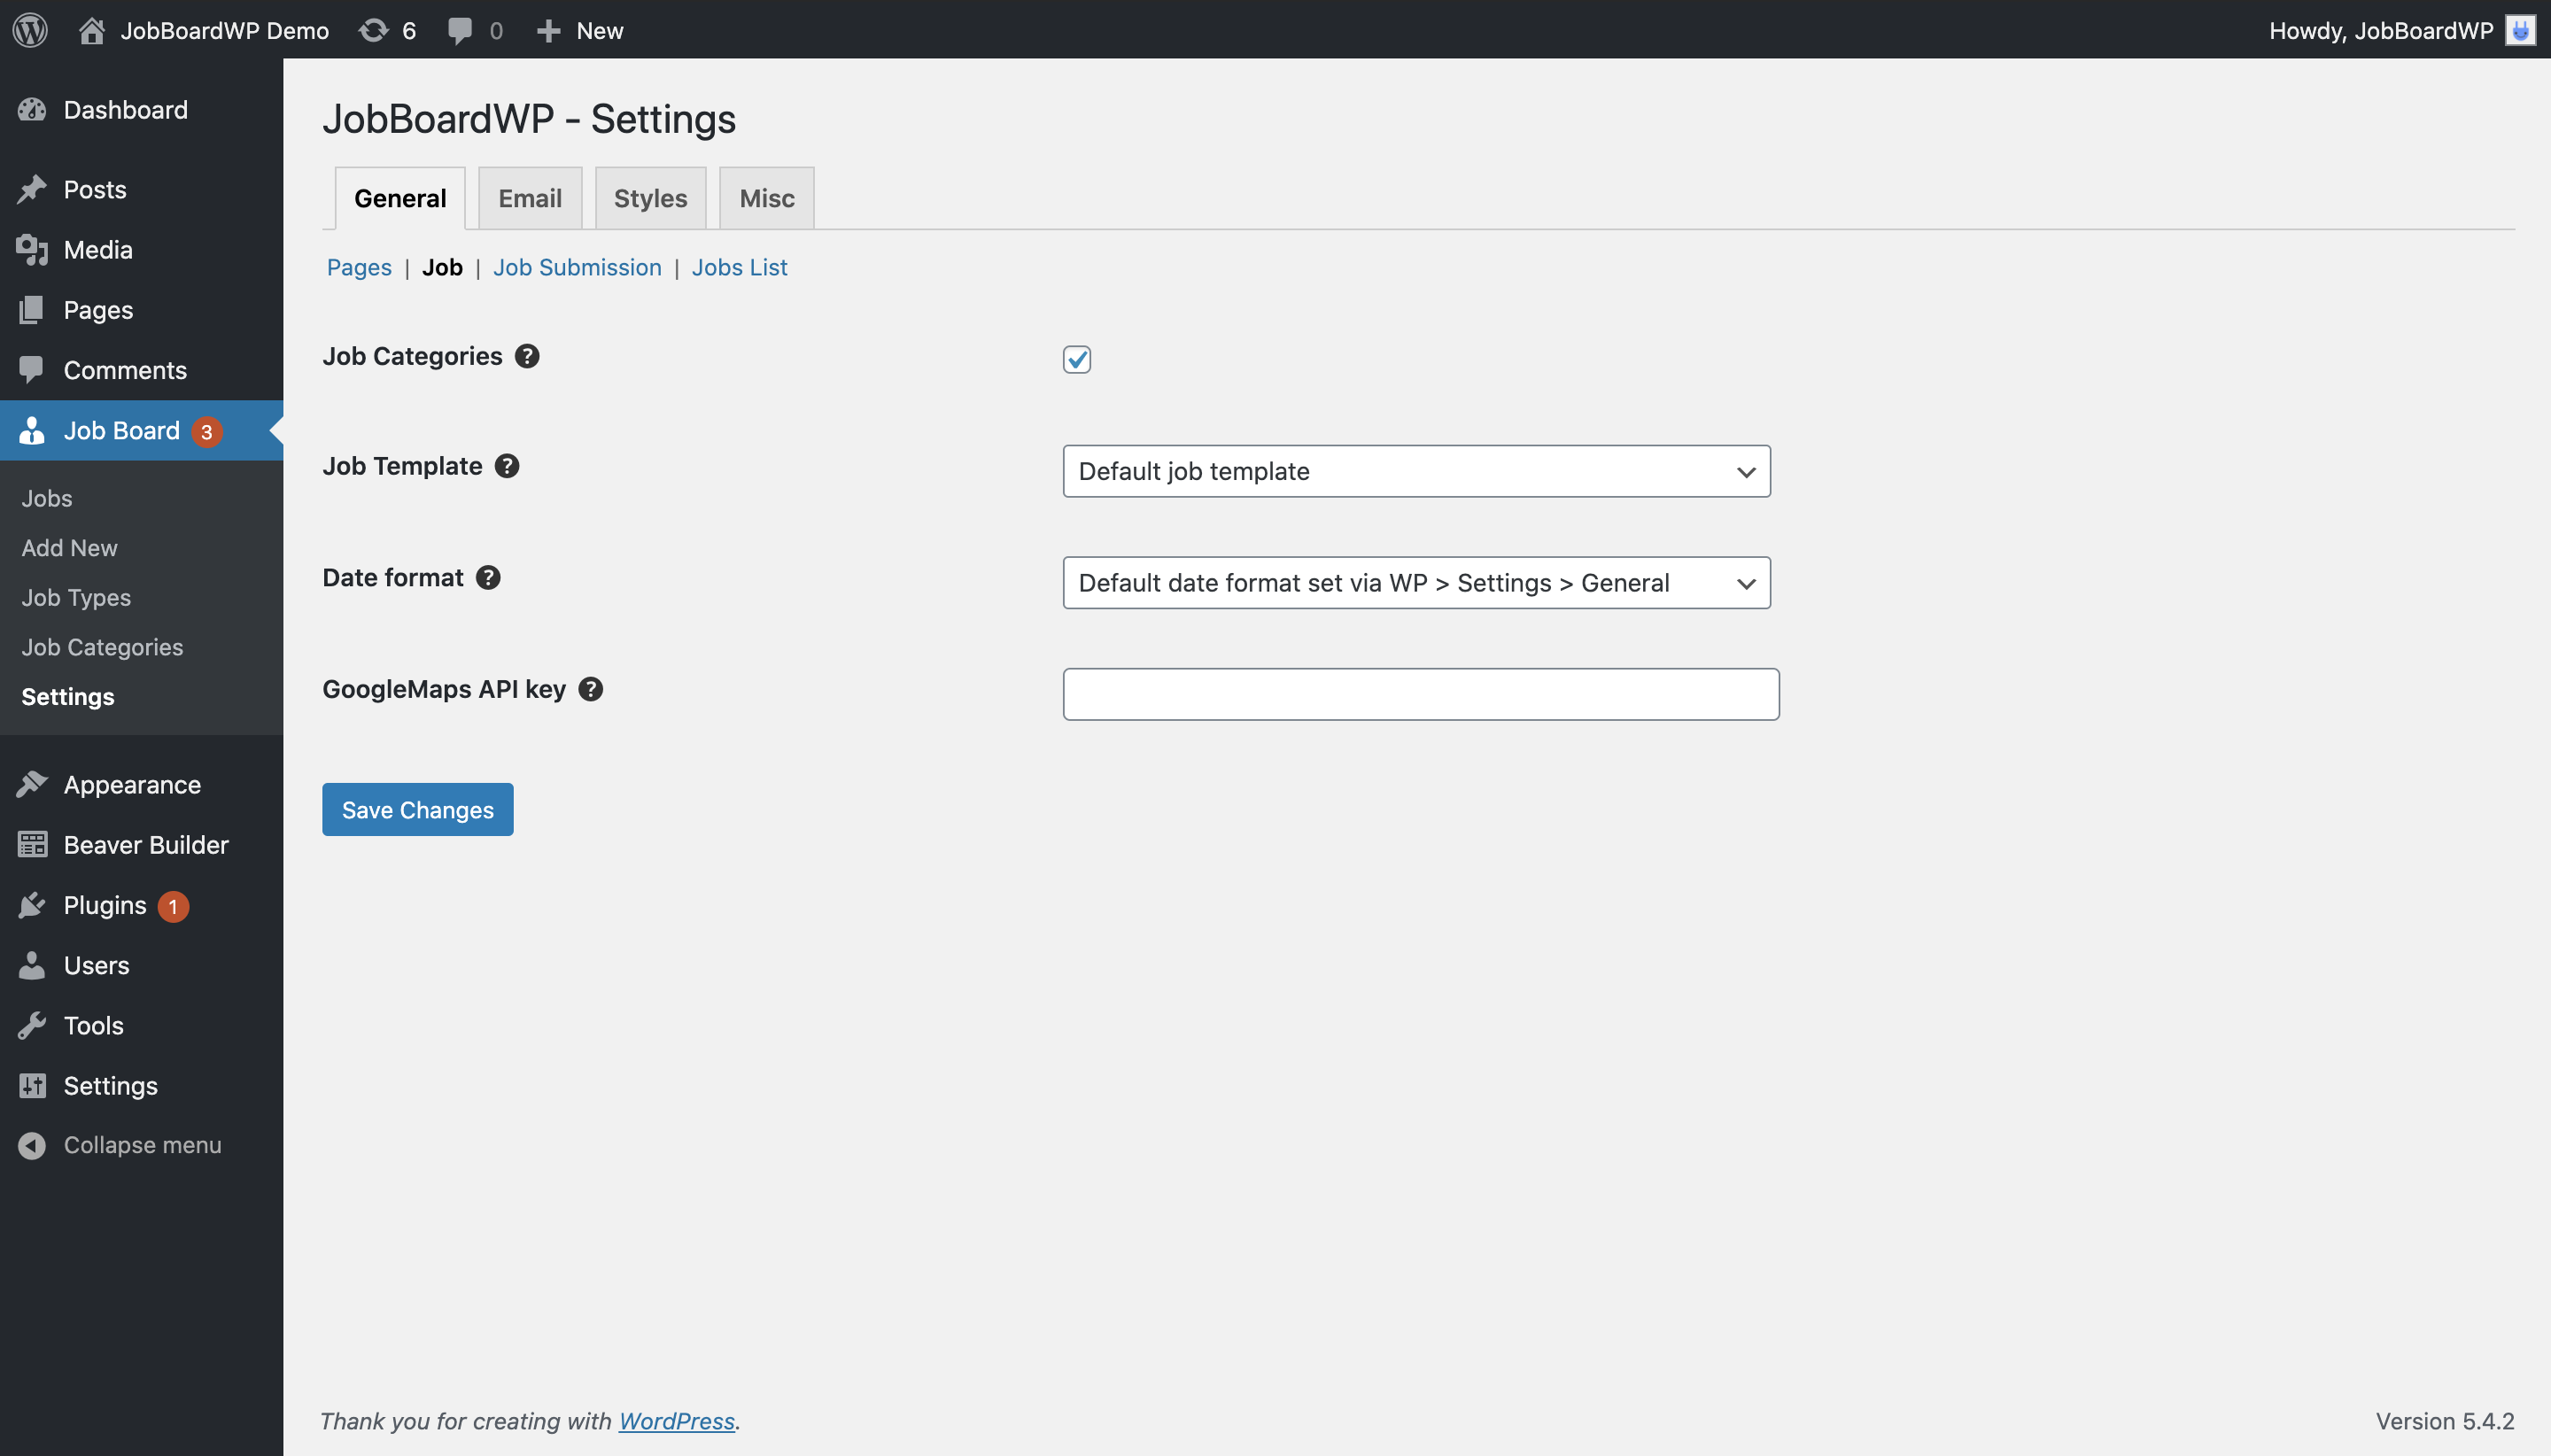 JobBoardWP Demo 6 0 New Howdy, JobBoardWP
Dashboard
Posts
Media
Pages
Comments
Job Board 3
Jobs
Add New
Job Types
Job Categories
Settings
Appearance
Beaver Builder
Plugins 1
Users
Tools
Settings
Collapse menu
JobBoardWP - Settings
General Email Styles Misc
Pages | Job | Job Submission | Jobs List
Job Categories ?
Job Template ? Default job template
Date format ? Default date format set via WP > Settings > General
GoogleMaps API key ?
Save Changes
Thank you for creating with WordPress. Version 5.4.2